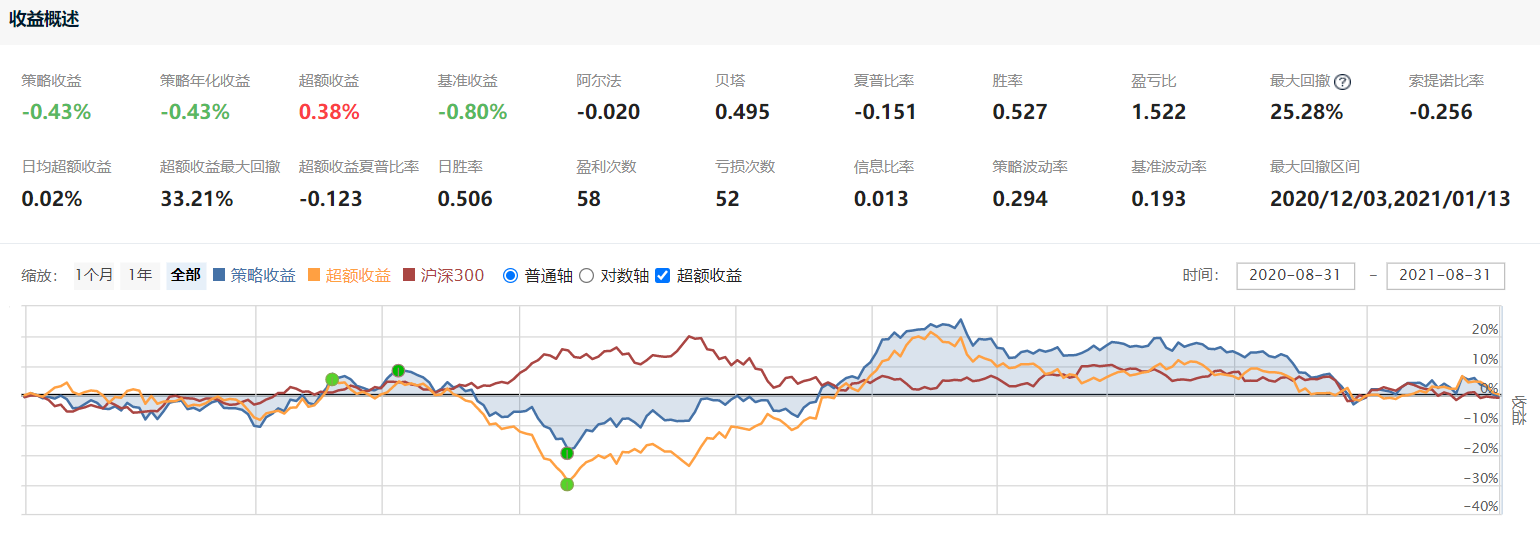 收益概述
策略收益 策略年化收益 超额收益 基准收益 阿尔法 贝塔 夏普比率 胜率 盈亏比 最大回撤 ? 索提诺比率
-0.43% -0.43% 0.38% -0.80% -0.020 0.495 -0.151 0.527 1.522 25.28% -0.256
日均超额收益 超额收益最大回撤 超额收益夏普比率 日胜率 盈利次数 亏损次数 信息比率 策略波动率 基准波动率 最大回撤区间
0.02% 33.21% -0.123 0.506 58 52 0.013 0.294 0.193 2020/12/03,2021/01/13
缩放: 1个月 1年 全部 策略收益 超额收益 沪深300 普通轴 对数轴 超额收益 时间: 2020-08-31 – 2021-08-31
20%
10%
0%
-10%
-20%
-30%
-40%
收益